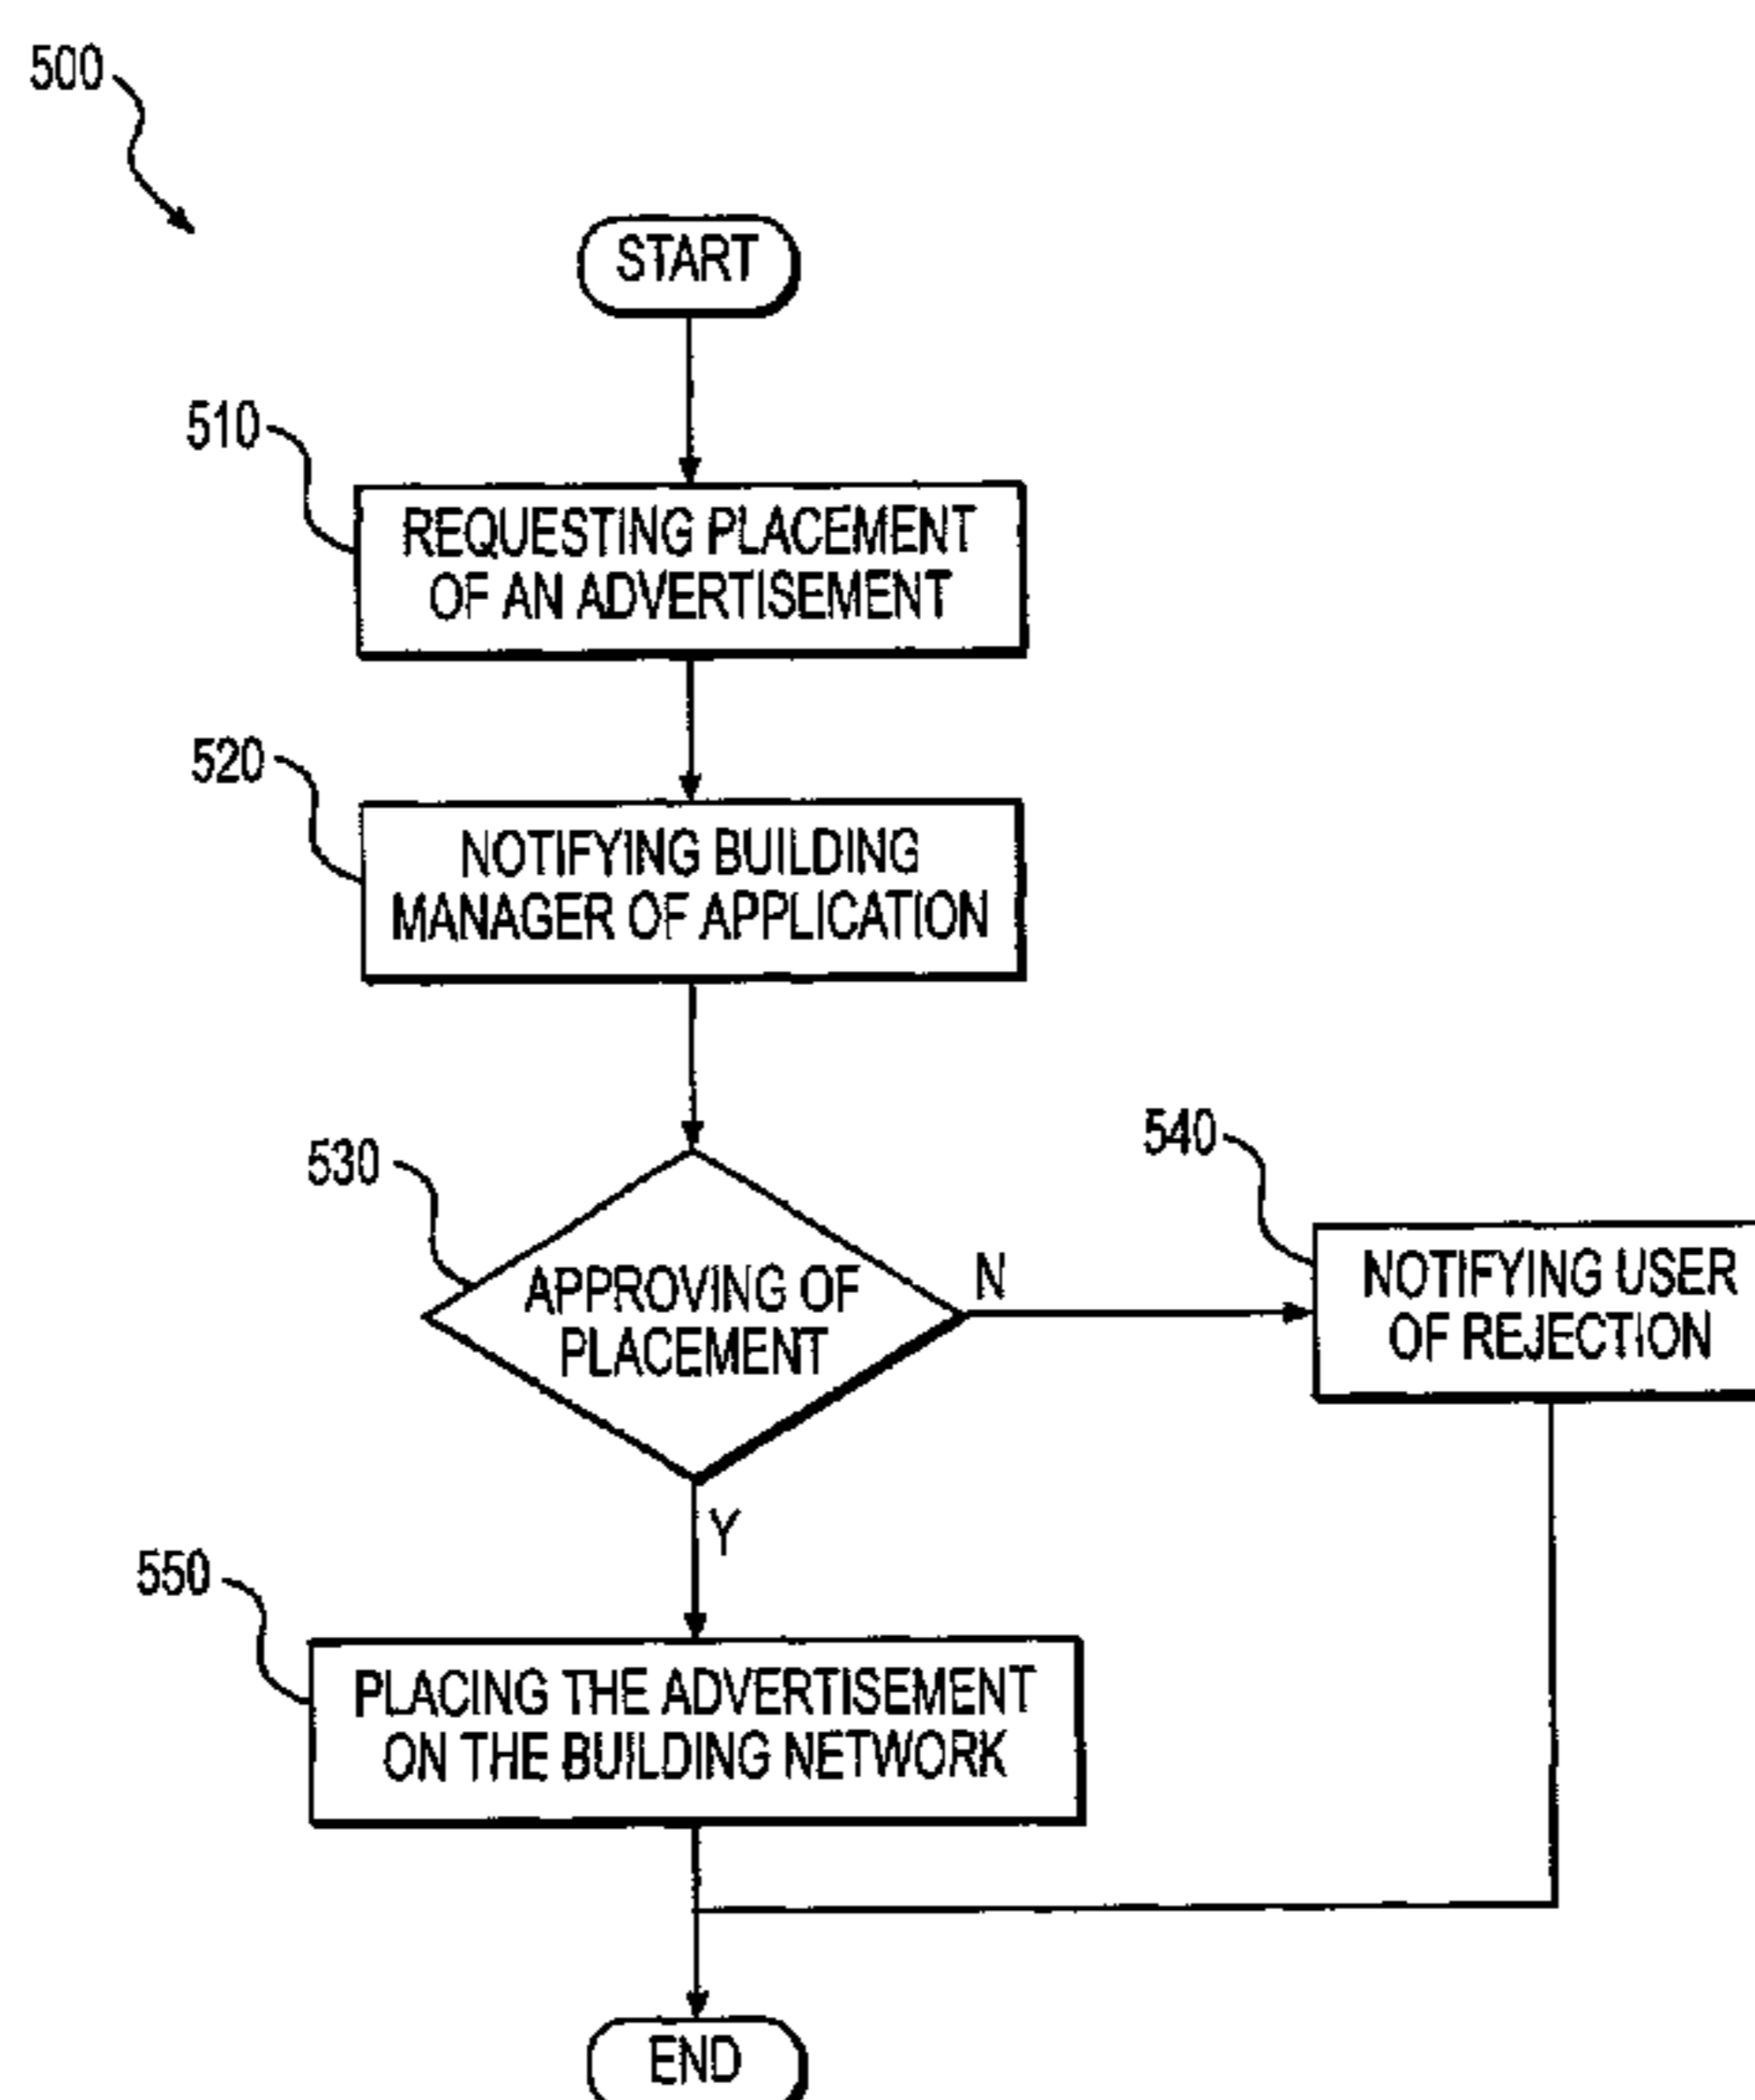 500
START
510
REQUESTING PLACEMENT
OF AN ADVERTISEMENT
520
NOTIFYING BUILDING
MANAGER OF APPLICATION
530
APPROVING OF
PLACEMENT
N
540
NOTIFYING USER
OF REJECTION
Y
550
PLACING THE ADVERTISEMENT
ON THE BUILDING NETWORK
END